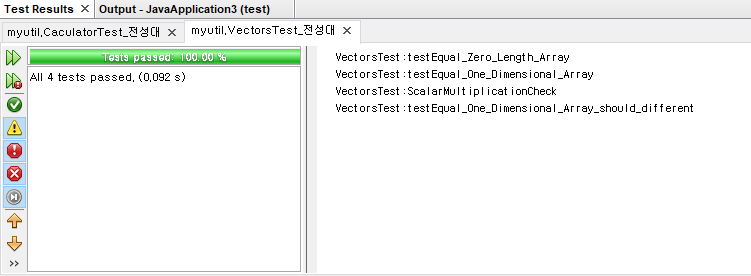 Test Results Output - JavaApplication3 (test)
myutil.CaculatorTest_전성대 myutil.VectorsTest_전성대
Tests passed: 100.00 %
All 4 tests passed. (0.092 s)
VectorsTest:testEqual_Zero_Length_Array
VectorsTest:testEqual_One_Dimensional_Array
VectorsTest:ScalarMultiplicationCheck
VectorsTest:testEqual_One_Dimensional_Array_should_different